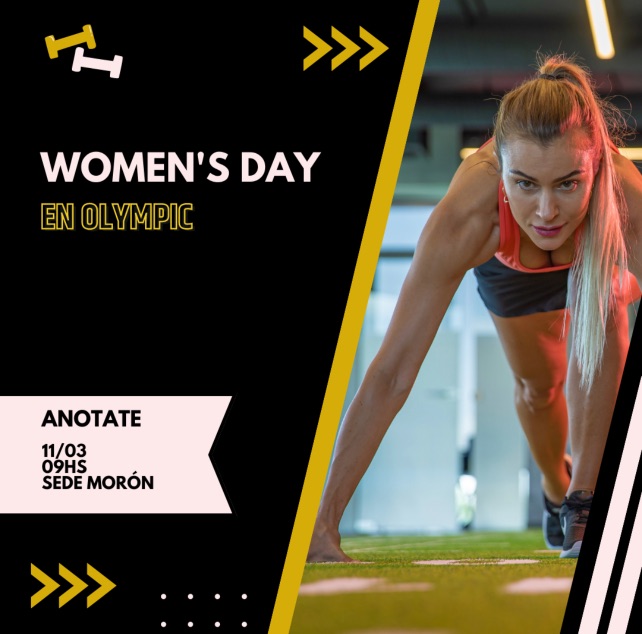 WOMEN'S DAY
EN OLYMPIC
ANOTATE
11/03
09HS
SEDE MORÓN